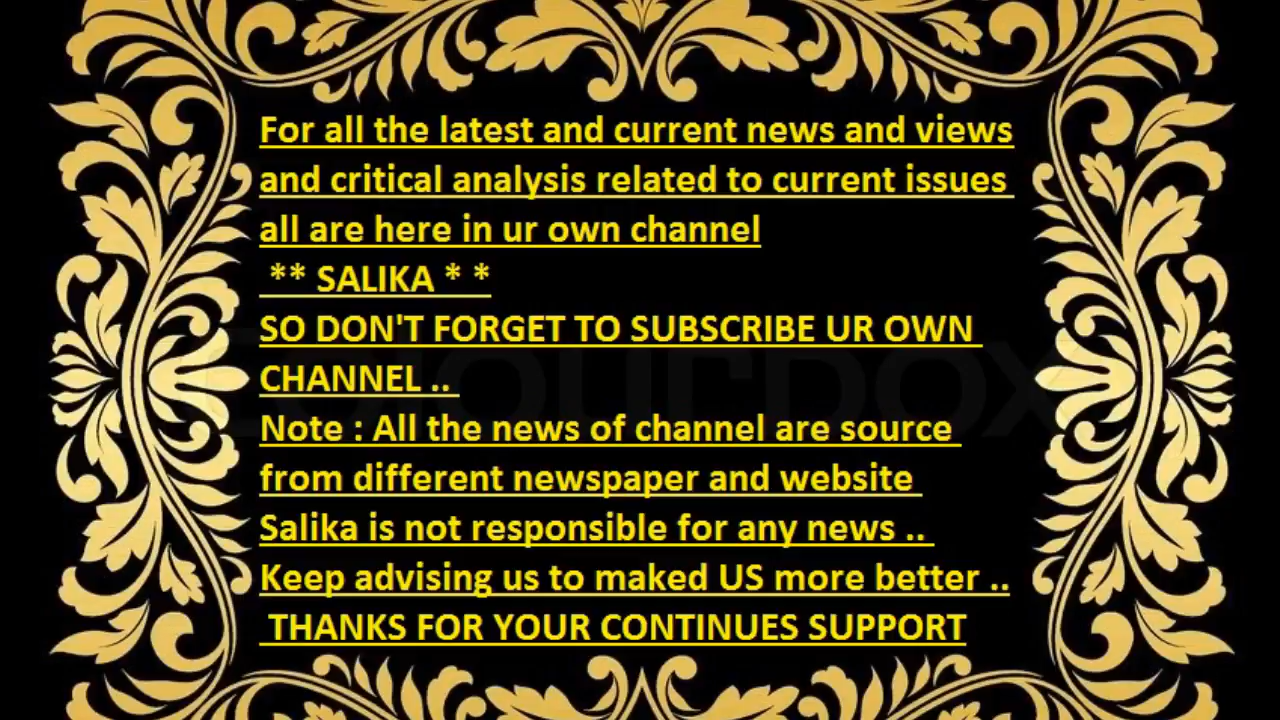 For all the latest and current news and views
and critical analysis related to current issues
all are here in ur own channel
** SALIKA * *
SO DON'T FORGET TO SUBSCRIBE UR OWN
CHANNEL ..
Note : All the news of channel are source
from different newspaper and website
Salika is not responsible for any news ..
Keep advising us to maked US more better ..
THANKS FOR YOUR CONTINUES SUPPORT